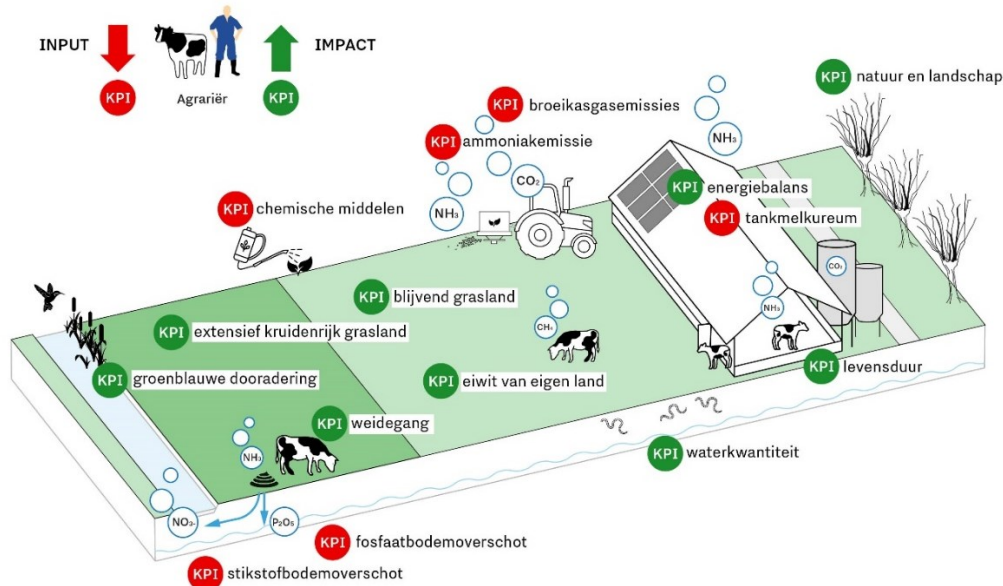 INPUT
IMPACT
KPI
Agrariër
KPI
KPI natuur en landschap
KPI broeikasgasemissies
KPI ammoniakemissie
NH₃
CO₂
KPI energiebalans
KPI chemische middelen
NH₃
KPI tankmelkureum
CO₂
KPI blijvend grasland
NH₃
KPI extensief kruidenrijk grasland
CH₄
KPI levensduur
KPI groenblauwe dooradering
KPI eiwit van eigen land
KPI weidegang
KPI waterkwantiteit
NH₃
NO₃-
P₂O₅
KPI fosfaatbodemoverschot
KPI stikstofbodemoverschot